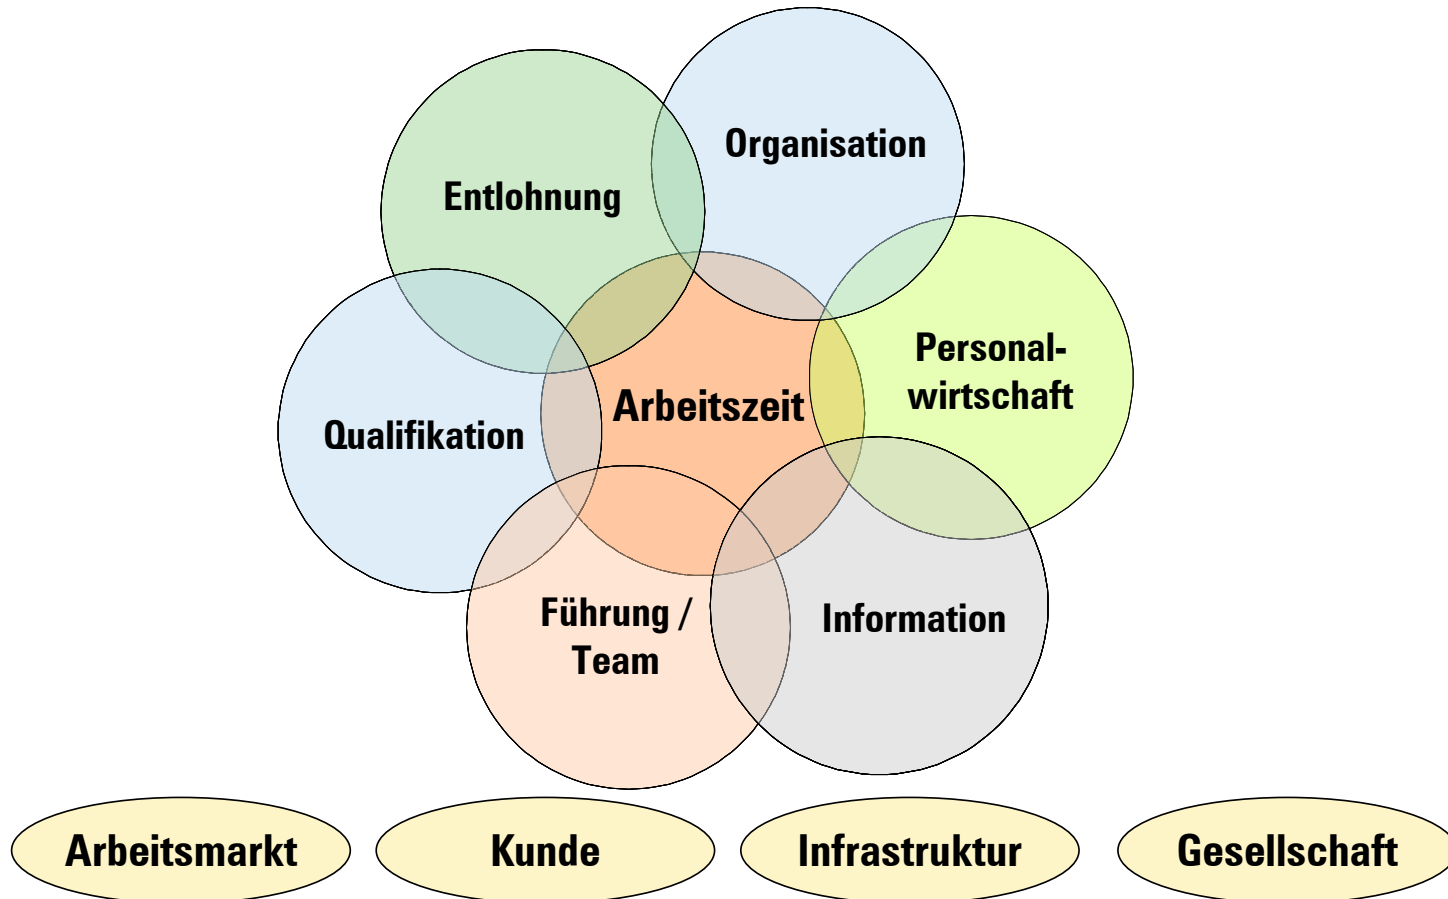 Organisation
Entlohnung
Personal-
wirtschaft
Arbeitszeit
Qualifikation
Führung /
Team
Information
Arbeitsmarkt
Kunde
Infrastruktur
Gesellschaft